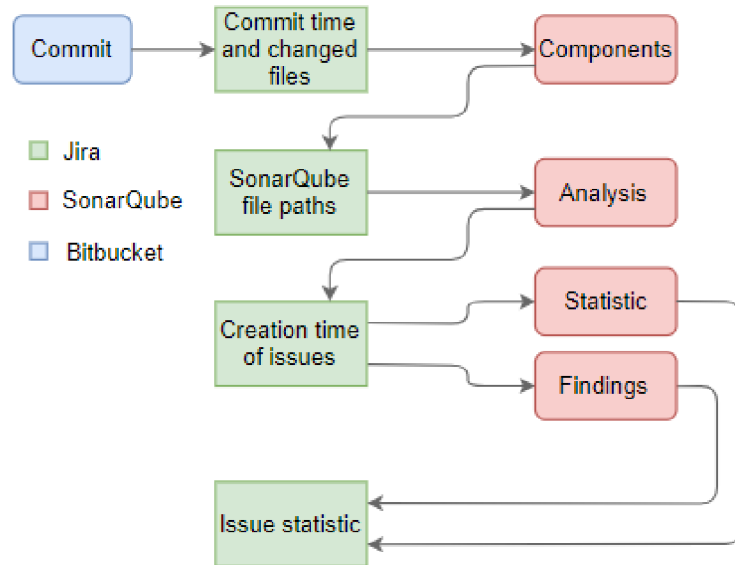 Commit
Commit time
and changed
files
Components
Jira
SonarQube
Bitbucket
SonarQube
file paths
Analysis
Creation time
of issues
Statistic
Findings
Issue statistic